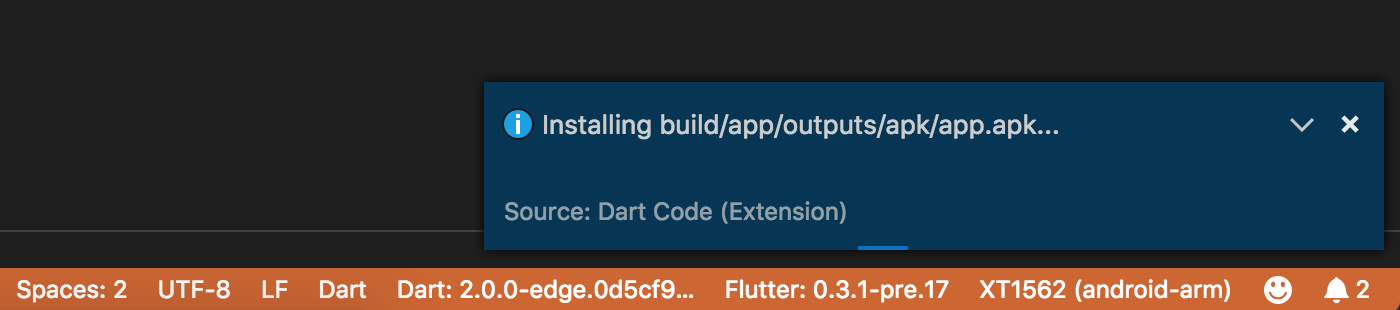 Installing build/app/outputs/apk/app.apk...
Source: Dart Code (Extension)
Spaces: 2 UTF-8 LF Dart Dart: 2.0.0-edge.0d5cf9... Flutter: 0.3.1-pre.17 XT1562 (android-arm) 2